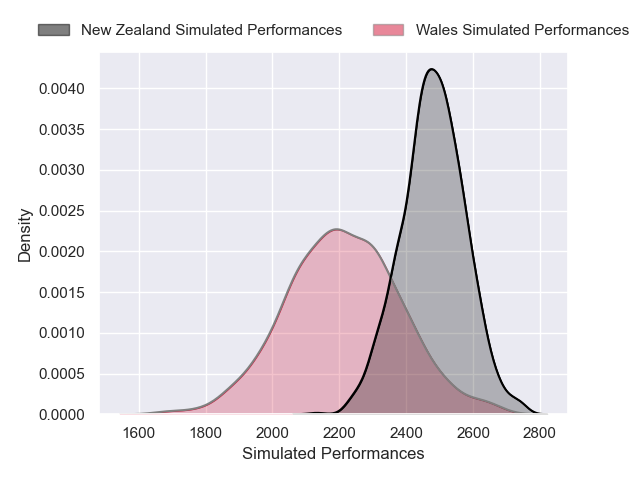 New Zealand Simulated Performances
Wales Simulated Performances
0.0040
0.0035
0.0030
0.0025
0.0020
0.0015
0.0010
0.0005
0.0000
Density
1600 1800 2000 2200 2400 2600 2800
Simulated Performances